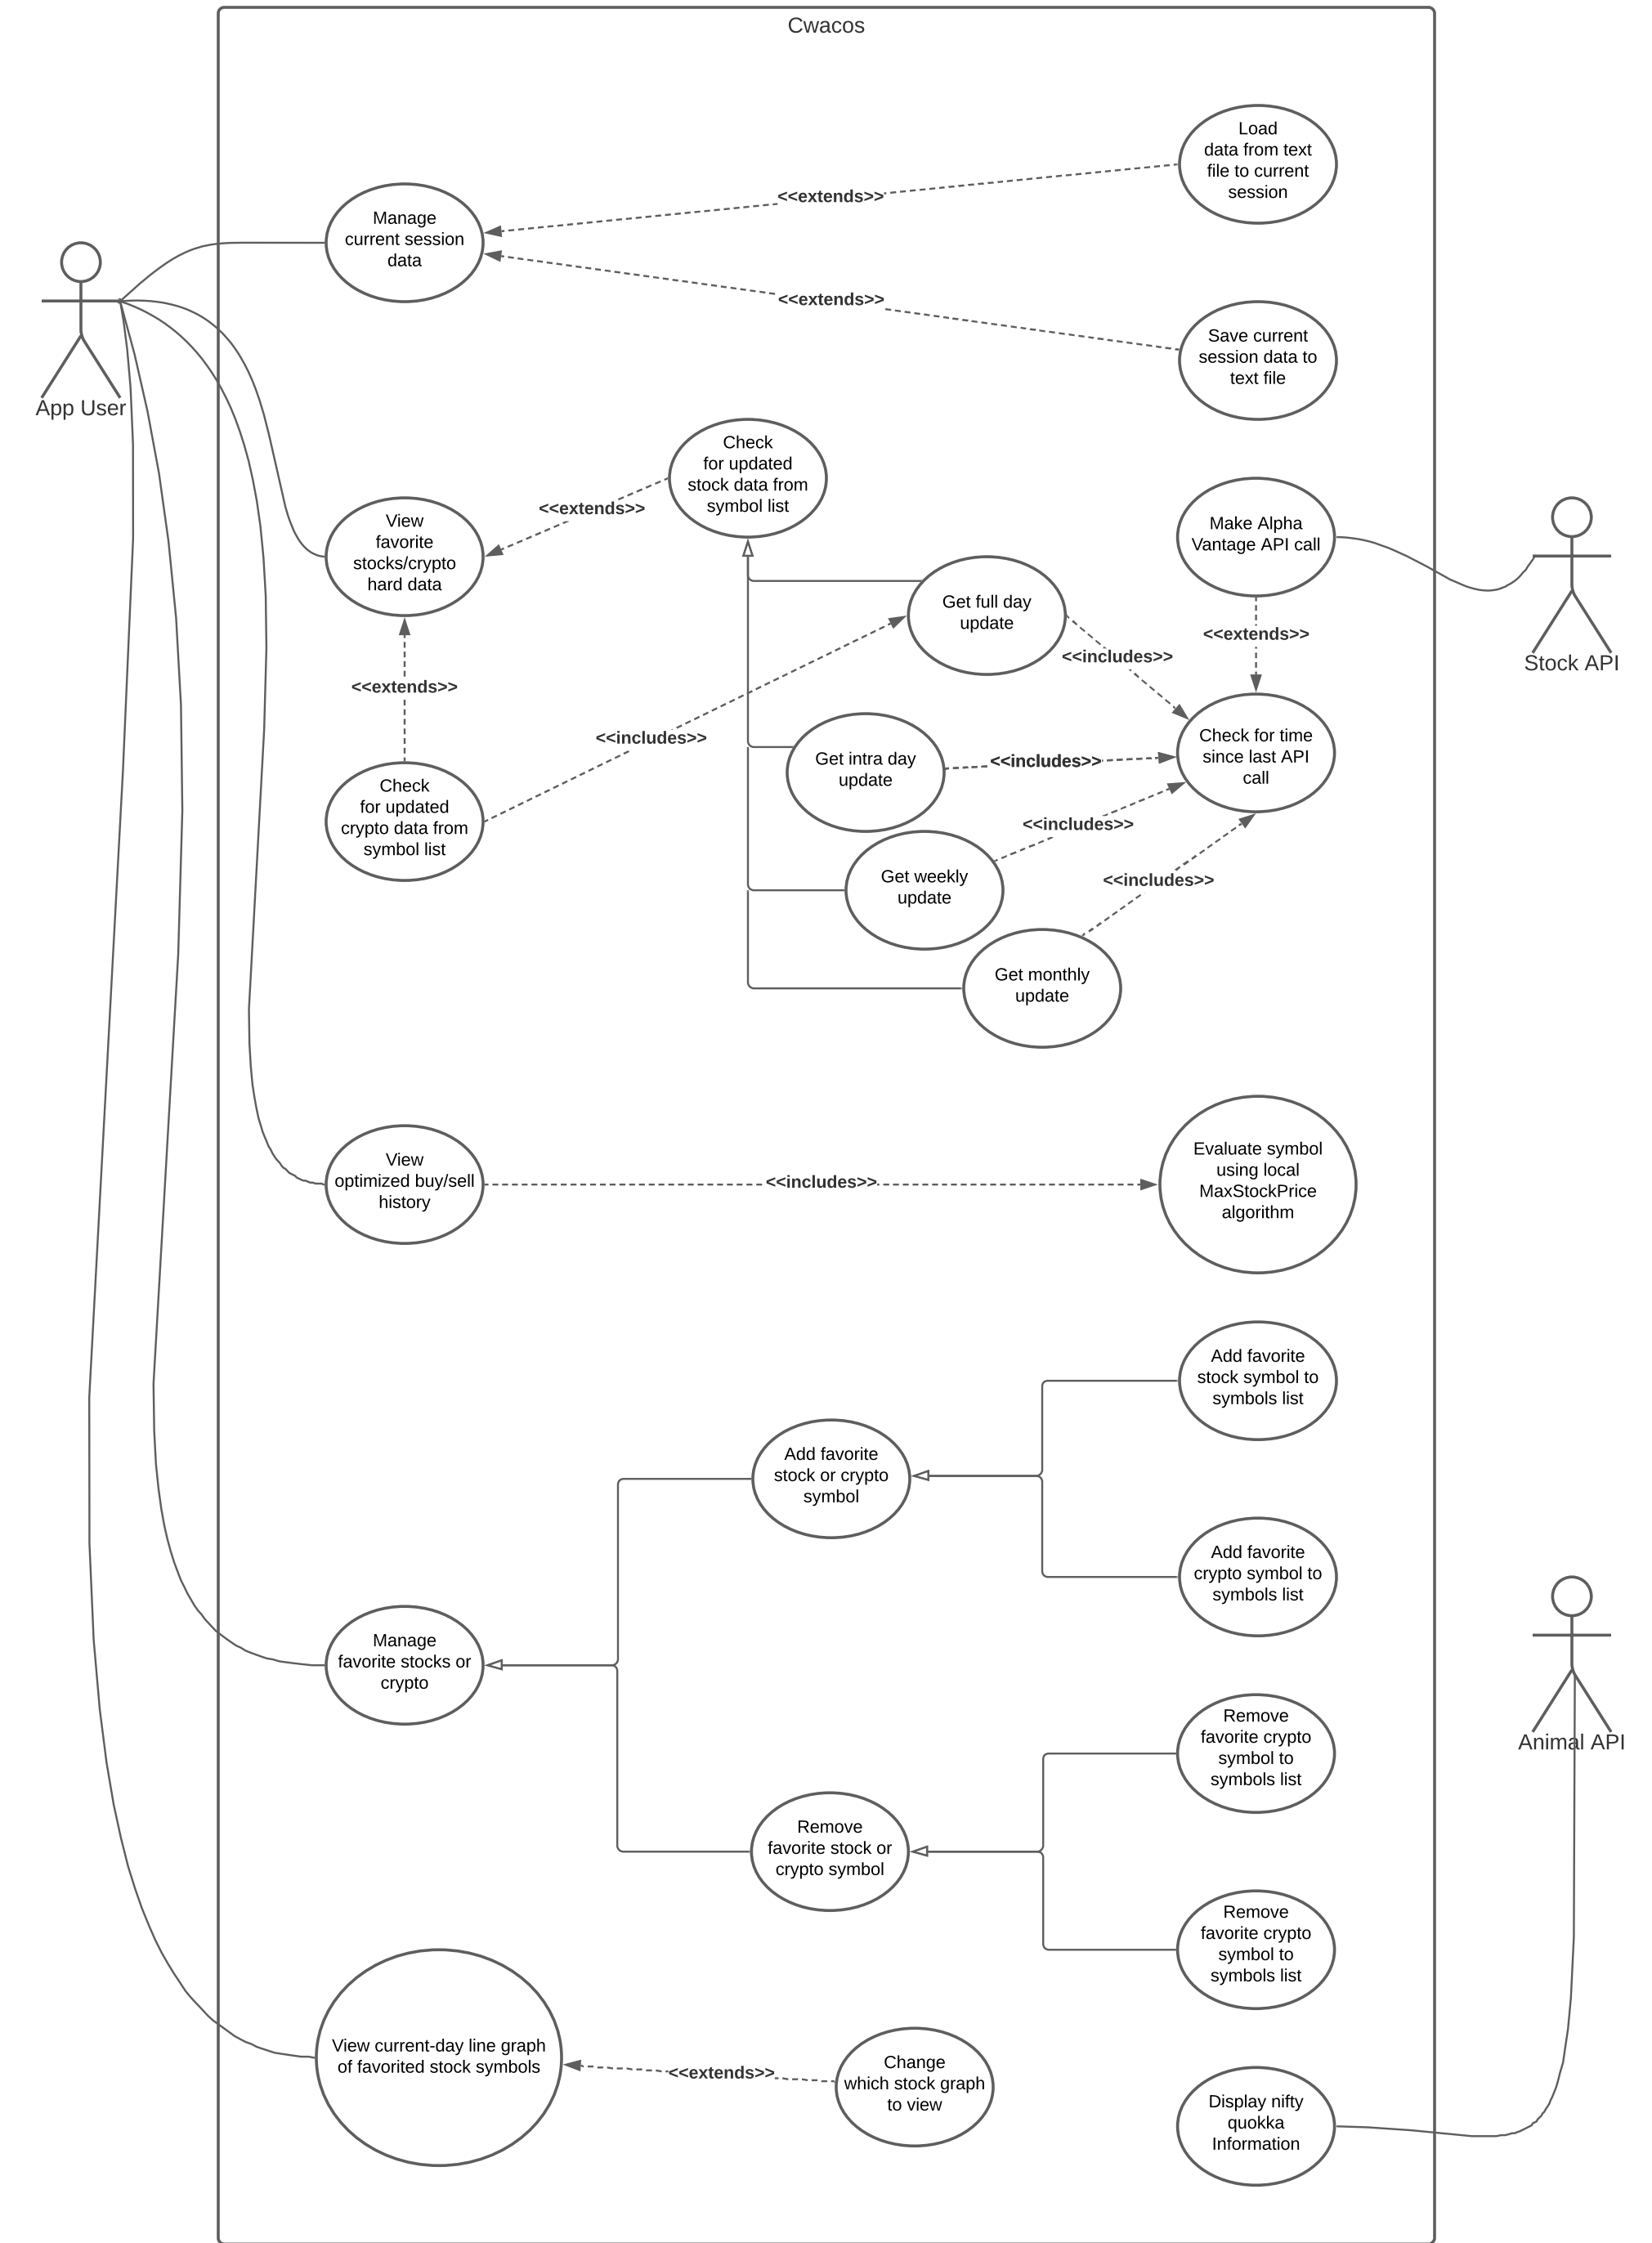 Cwacos
Load
data from text
file to current
session
<<extends>>
Manage
current session
data
<<extends>>
Save current
session data to
text file
App User
Check
for updated
stock data from
symbol list
<<extends>>
View
favorite
stocks/crypto
hard data
Make Alpha
Vantage API call
Stock API
Get full day
update
<<extends>>
<<includes>>
<<extends>>
<<includes>>
Check for time
since last API
call
Get intra day
update
<<includes>>
Check
for updated
crypto data from
symbol list
<<includes>>
Get weekly
update
<<includes>>
Get monthly
update
View
optimized buy/sell
history
<<includes>>
Evaluate symbol
using local
MaxStockPrice
algorithm
Add favorite
stock symbol to
symbols list
Add favorite
stock or crypto
symbol
Add favorite
crypto symbol to
symbols list
Manage
favorite stocks or
crypto
Remove
favorite crypto
symbol to
symbols list
Animal API
Remove
favorite stock or
crypto symbol
Remove
favorite crypto
symbol to
symbols list
View current-day line graph
of favorited stock symbols
<<extends>>
Change
which stock graph
to view
Display nifty
quokka
Information